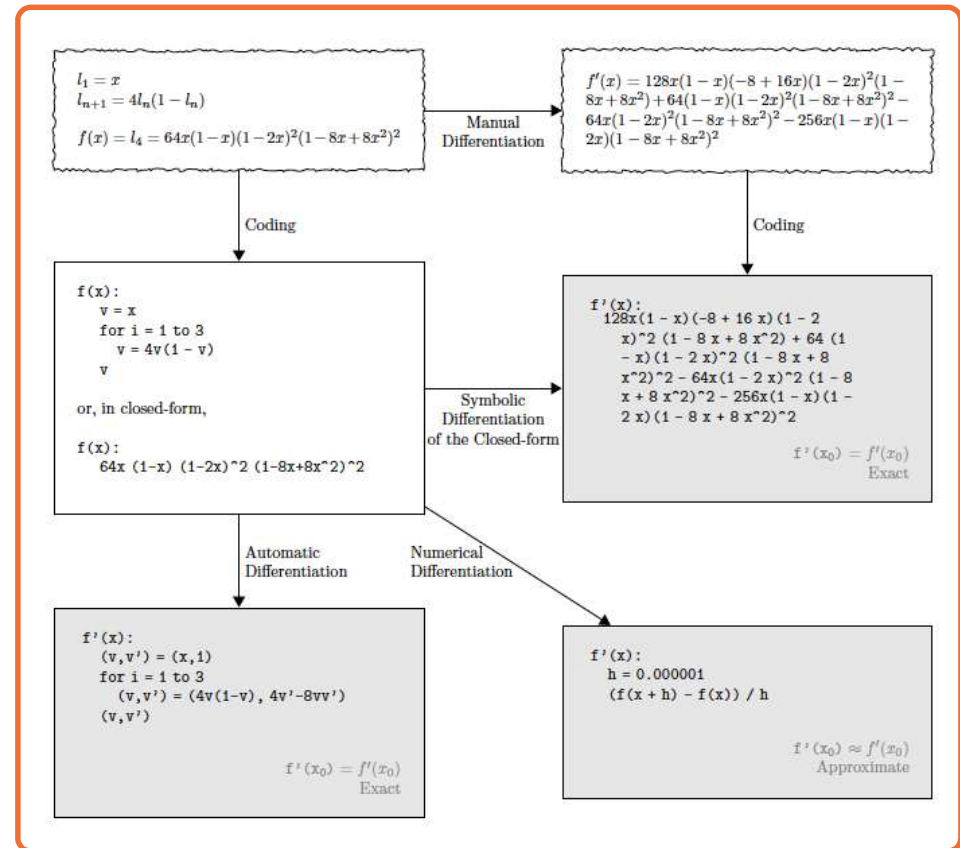 l₁ = x
lₙ₊₁ = 4lₙ(1 − lₙ)
f(x) = l₄ = 64x(1−x)(1−2x)²(1−8x+8x²)²
Manual
Differentiation
f′(x) = 128x(1 − x)(−8 + 16x)(1 − 2x)²(1 −
8x+8x²)+64(1−x)(1−2x)²(1−8x+8x²)²−
64x(1 − 2x)²(1 − 8x + 8x²)² − 256x(1 − x)(1 −
2x)(1 − 8x + 8x²)²
Coding
Coding
f(x):
v = x
for i = 1 to 3
v = 4v(1 - v)
v
or, in closed-form,
f(x):
64x (1-x) (1-2x)^2 (1-8x+8x^2)^2
Symbolic
Differentiation
of the Closed-form
f'(x):
128x(1 - x)(-8 + 16 x)(1 - 2
x)^2 (1 - 8 x + 8 x^2) + 64 (1
- x)(1 - 2 x)^2 (1 - 8 x + 8
x^2)^2 - 64x(1 - 2 x)^2 (1 - 8
x + 8 x^2)^2 - 256x(1 - x)(1 -
2 x)(1 - 8 x + 8 x^2)^2
f'(x₀) = f′(x₀)
Exact
Automatic
Differentiation
Numerical
Differentiation
f'(x):
(v,v') = (x,1)
for i = 1 to 3
(v,v') = (4v(1-v), 4v'-8vv')
(v,v')
f'(x₀) = f′(x₀)
Exact
f'(x):
h = 0.000001
(f(x + h) - f(x)) / h
f'(x₀) ≈ f′(x₀)
Approximate